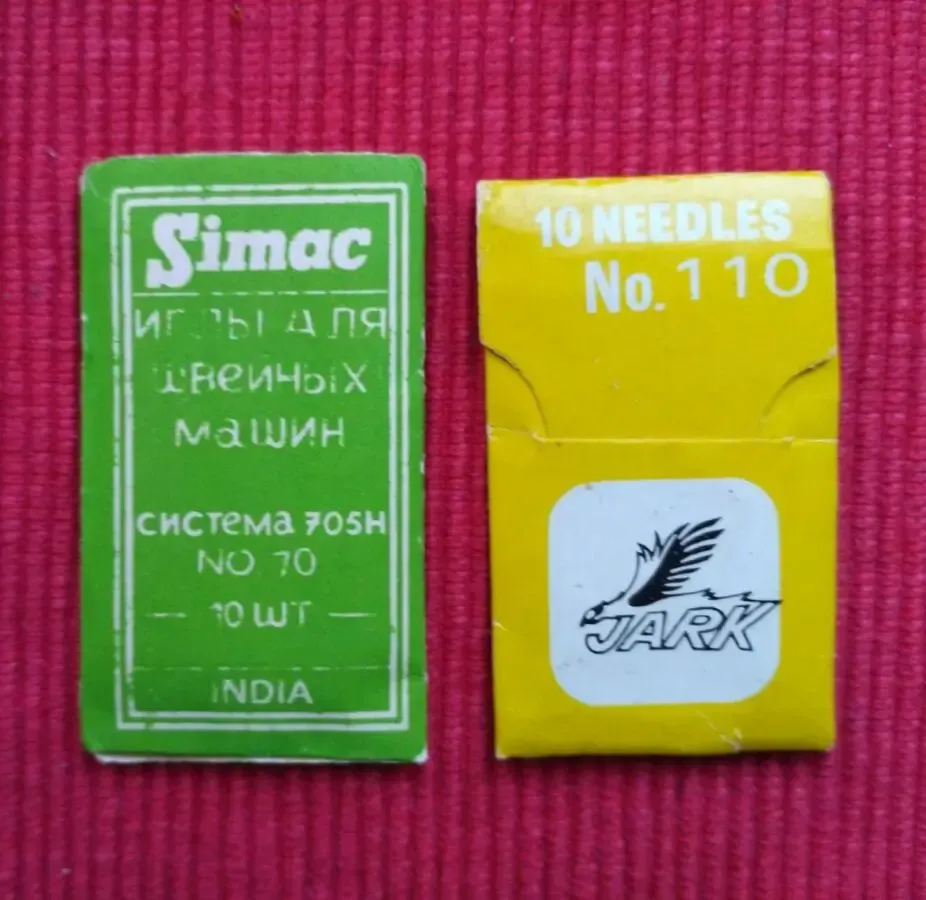 Simac
ИГЛЫ ДЛЯ
швейных
машин
система 705H
NO 70
— 10 шт —
INDIA
10 NEEDLES
No. 110
JARK